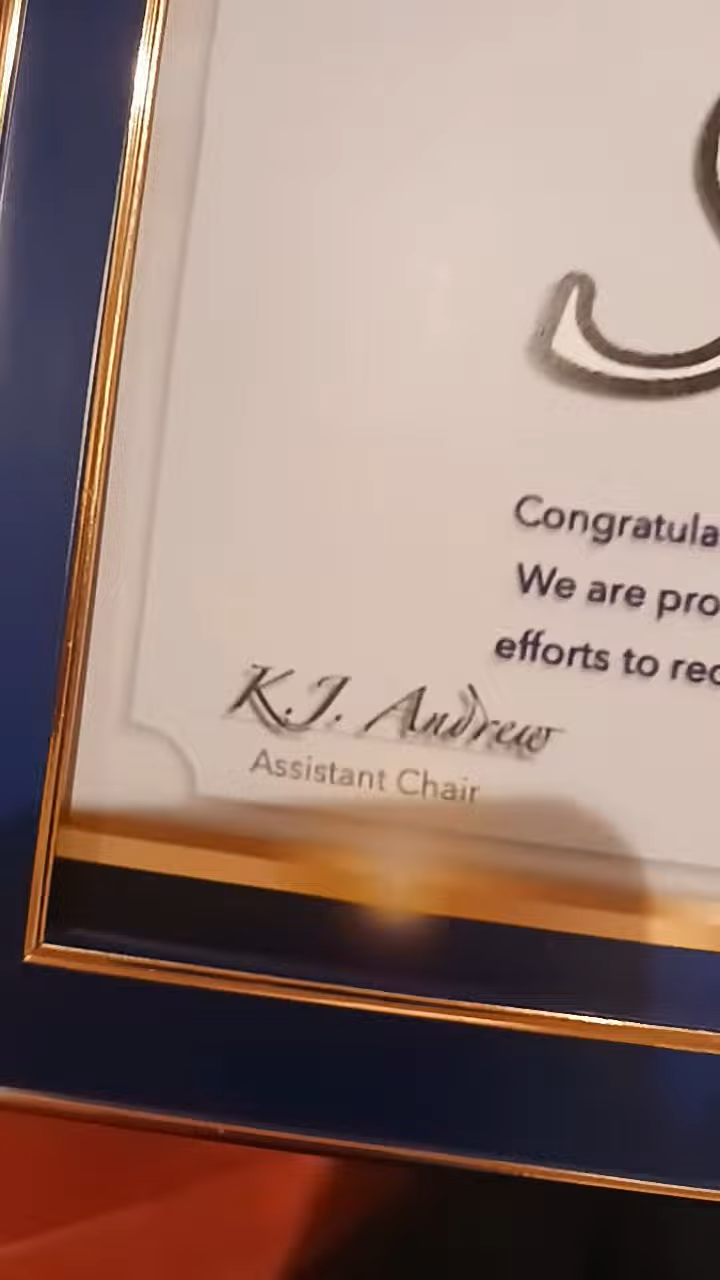 S
Congratula
We are pro
efforts to rec
K.J. Andrew
Assistant Chair